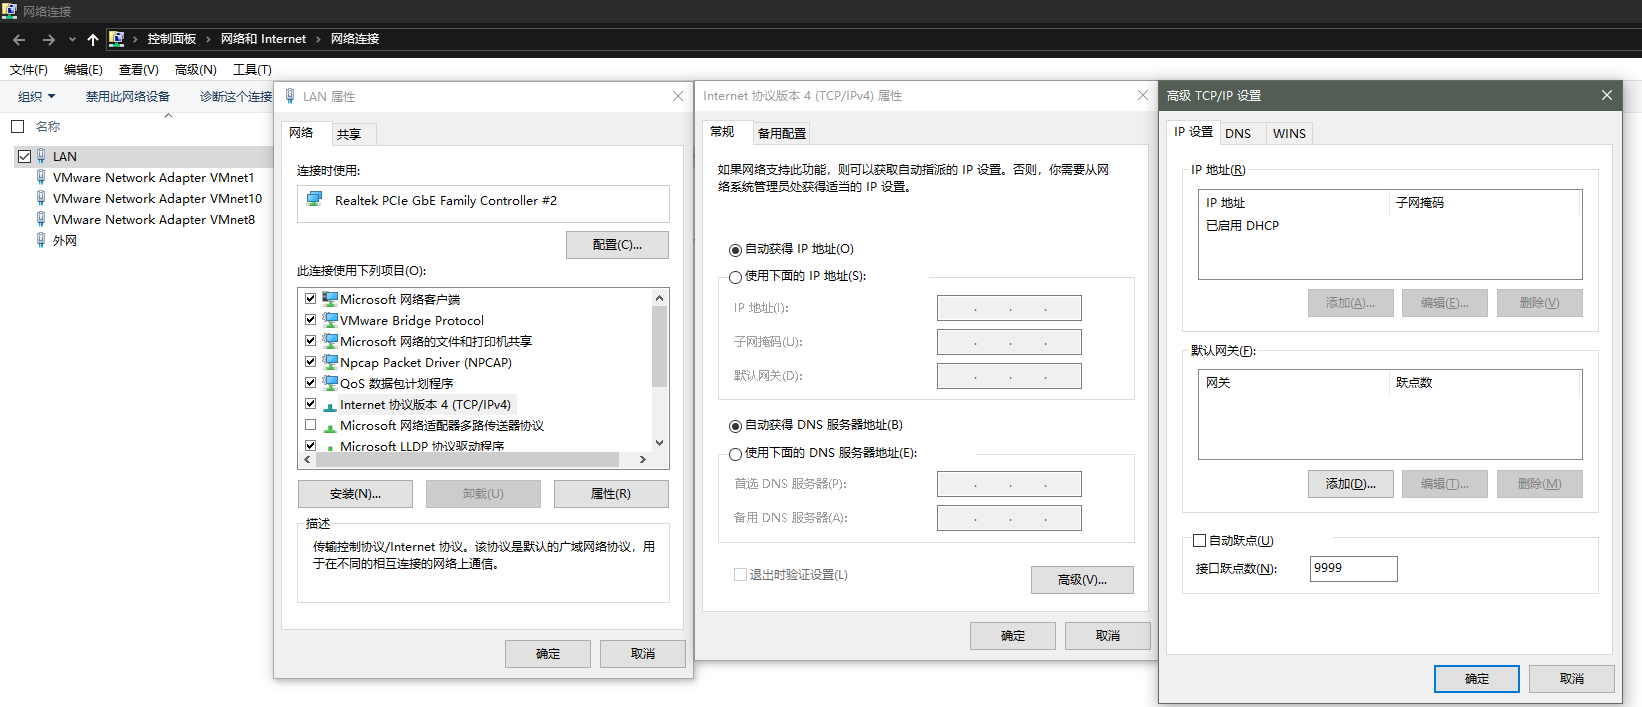 网络连接
控制面板 › 网络和 Internet › 网络连接
文件(F) 编辑(E) 查看(V) 高级(N) 工具(T)
组织 禁用此网络设备 诊断这个连接
名称
LAN
VMware Network Adapter VMnet1
VMware Network Adapter VMnet10
VMware Network Adapter VMnet8
外网
LAN 属性
网络 共享
连接时使用:
Realtek PCIe GbE Family Controller #2
配置(C)...
此连接使用下列项目(O):
Microsoft 网络客户端
VMware Bridge Protocol
Microsoft 网络的文件和打印机共享
Npcap Packet Driver (NPCAP)
QoS 数据包计划程序
Internet 协议版本 4 (TCP/IPv4)
Microsoft 网络适配器多路传送器协议
Microsoft LLDP 协议驱动程序
安装(N)... 卸载(U) 属性(R)
描述
传输控制协议/Internet 协议。该协议是默认的广域网络协议，用
于在不同的相互连接的网络上通信。
确定 取消
Internet 协议版本 4 (TCP/IPv4) 属性
常规 备用配置
如果网络支持此功能，则可以获取自动指派的 IP 设置。否则，你需要从网
络系统管理员处获得适当的 IP 设置。
自动获得 IP 地址(O)
使用下面的 IP 地址(S):
IP 地址(I):
子网掩码(U):
默认网关(D):
自动获得 DNS 服务器地址(B)
使用下面的 DNS 服务器地址(E):
首选 DNS 服务器(P):
备用 DNS 服务器(A):
退出时验证设置(L)
高级(V)...
确定 取消
高级 TCP/IP 设置
IP 设置 DNS WINS
IP 地址(R)
IP 地址 子网掩码
已启用 DHCP
添加(A)... 编辑(E)... 删除(V)
默认网关(F):
网关 跃点数
添加(D)... 编辑(T)... 删除(M)
自动跃点(U)
接口跃点数(N): 9999
确定 取消